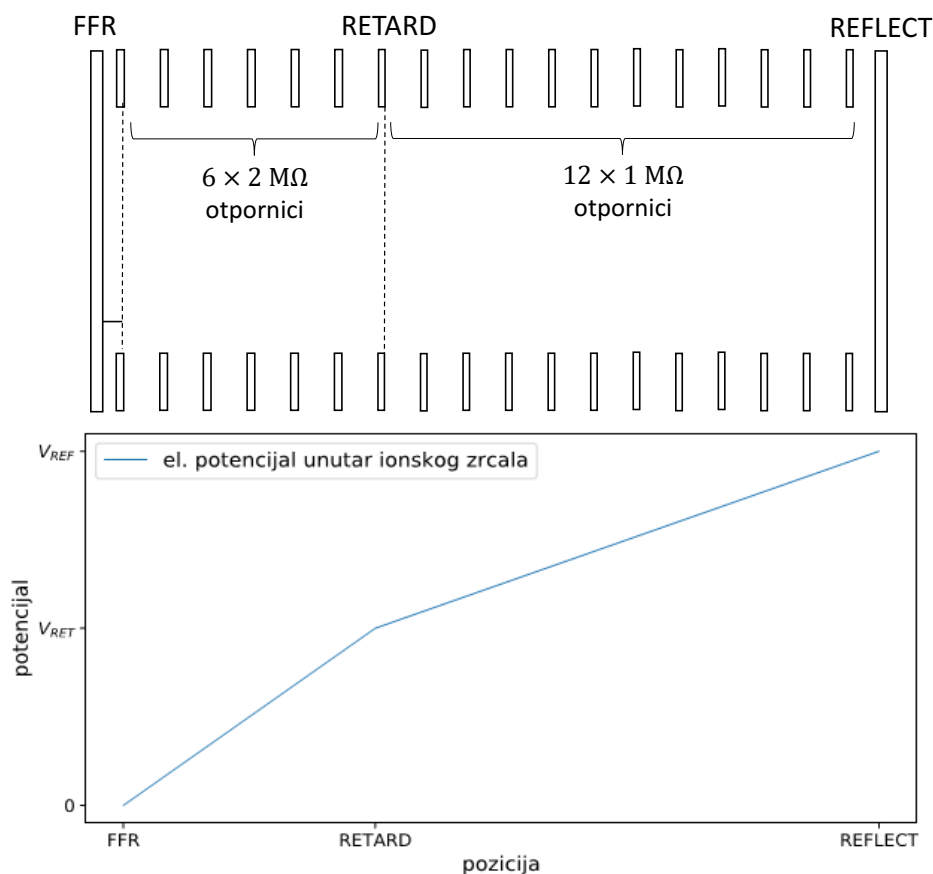 FFR RETARD REFLECT
6 × 2 MΩ 12 × 1 MΩ
otpornici otpornici
V_REF
el. potencijal unutar ionskog zrcala
potencijal
V_RET
0
FFR RETARD REFLECT
pozicija